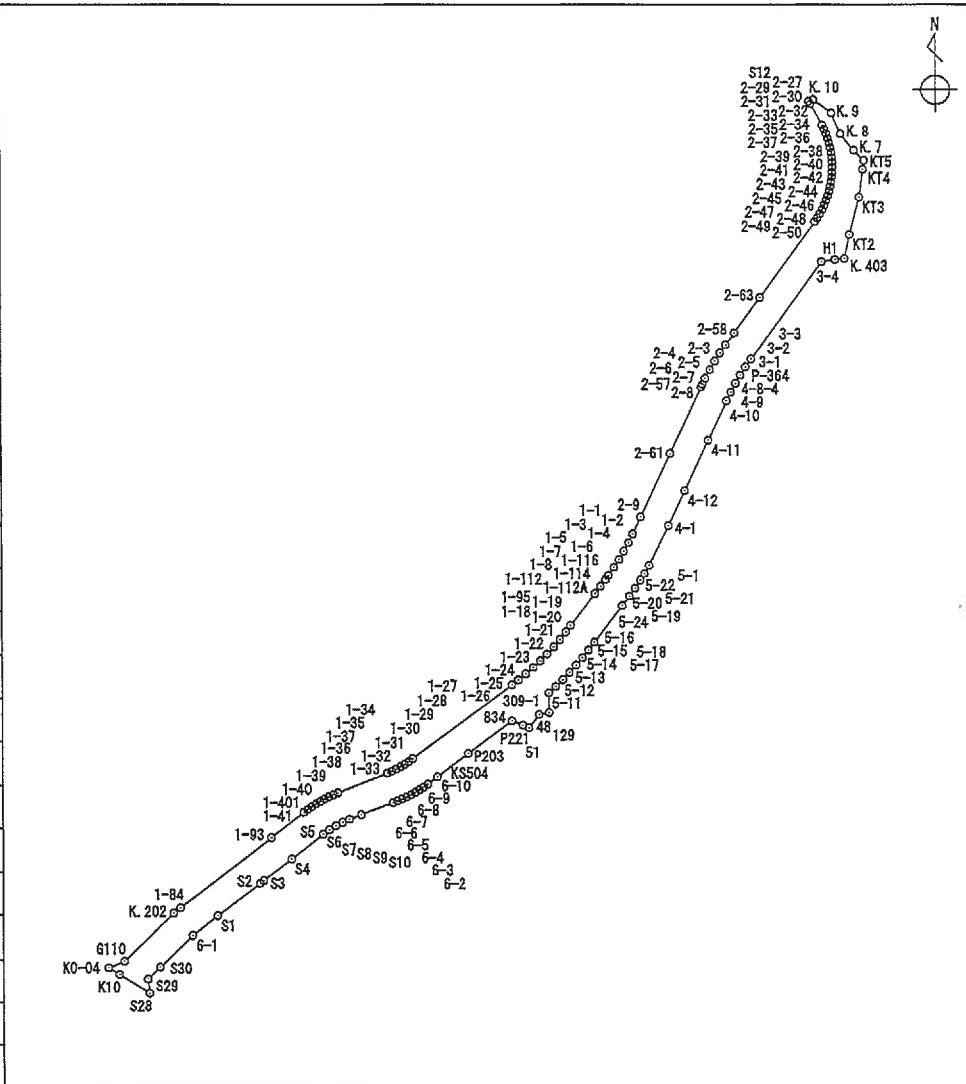 N
S12
2-27 K.10
2-29 2-30
2-31 2-32 K.9
2-33 2-34 K.8
2-35 2-36
2-37 2-38 K.7
2-39 2-40 KT5
2-41 2-42 KT4
2-43 2-44
2-45 2-46 KT3
2-47 2-48
2-49 2-50 KT2
H1 K.403
3-4
2-63
2-58
3-3
2-4 2-3 3-2
2-6 2-5 3-1
2-57 2-7 P-364
2-8 4-8-4
4-9
4-10
2-61 4-11
4-12
2-9 4-1
1-1
1-3 1-2
1-5 1-4
1-7 1-6
1-8 1-116
1-112 1-114
1-112A
1-95 1-19
1-18 1-20
1-21
1-22
1-23
1-24
1-25
1-26
5-22 5-1
5-20 5-21
5-24 5-19
5-16
5-15 5-18
5-14 5-17
5-13
5-12
5-11
309-1
834 48 129
P221 51
P203
KS504
1-27
1-28
1-29
1-30
1-31
1-32
1-33
1-34
1-35
1-37
1-36
1-38
1-39
1-40
1-401
1-41
1-93
6-10
6-9
6-8
6-7
6-6
6-5
6-4
6-3
6-2
S5 S6 S7 S8 S9 S10
S4
S2 S3
1-84
K.202 S1
6-1
G110
K0-04 S30
K10 S29
S28